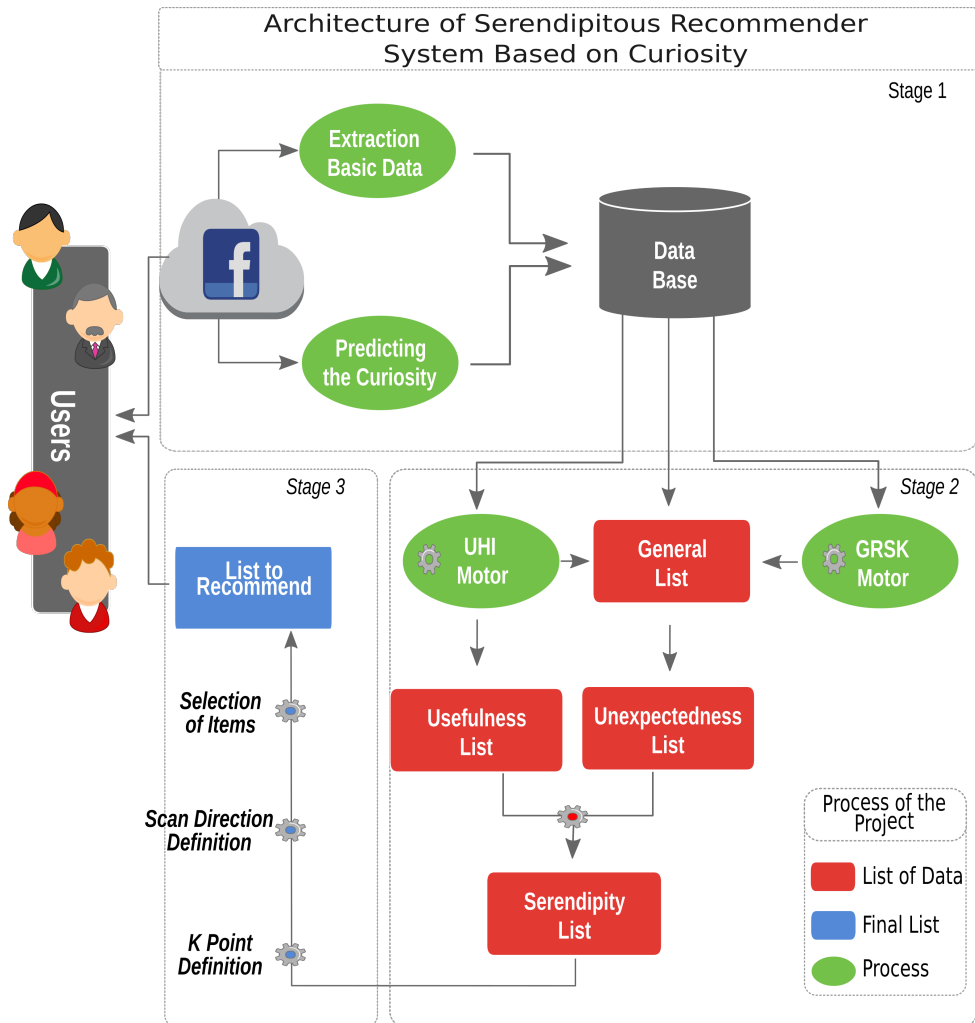 Architecture of Serendipitous Recommender
System Based on Curiosity
Stage 1
Extraction
Basic Data
f
Data
Base
Predicting
the Curiosity
Users
Stage 3
Stage 2
UHI
Motor
General
List
GRSK
Motor
List to
Recommend
Selection
of Items
Usefulness
List
Unexpectedness
List
Scan Direction
Definition
Process of the
Project
List of Data
Final List
Process
Serendipity
List
K Point
Definition